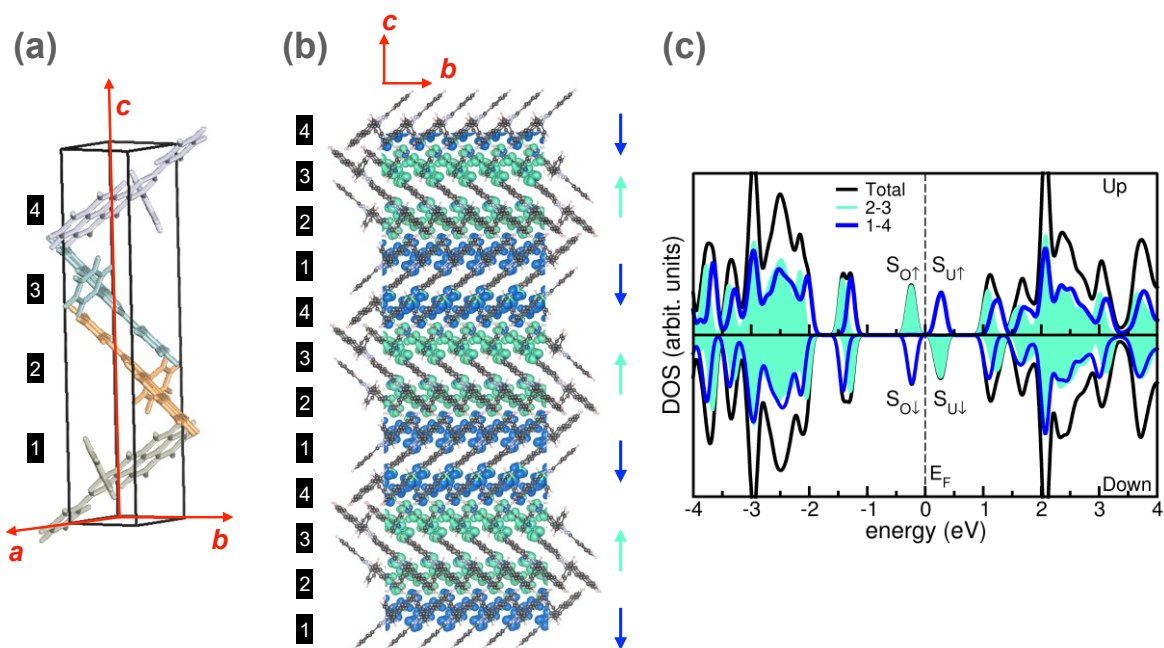 (a)
c
4
3
2
1
a
b
(b)
c
b
4
3
2
1
4
3
2
1
4
3
2
1
(c)
DOS (arbit. units)
Total
2-3
1-4
Up
SO↑
SU↑
SO↓
SU↓
EF
Down
-4 -3 -2 -1 0 1 2 3 4
energy (eV)